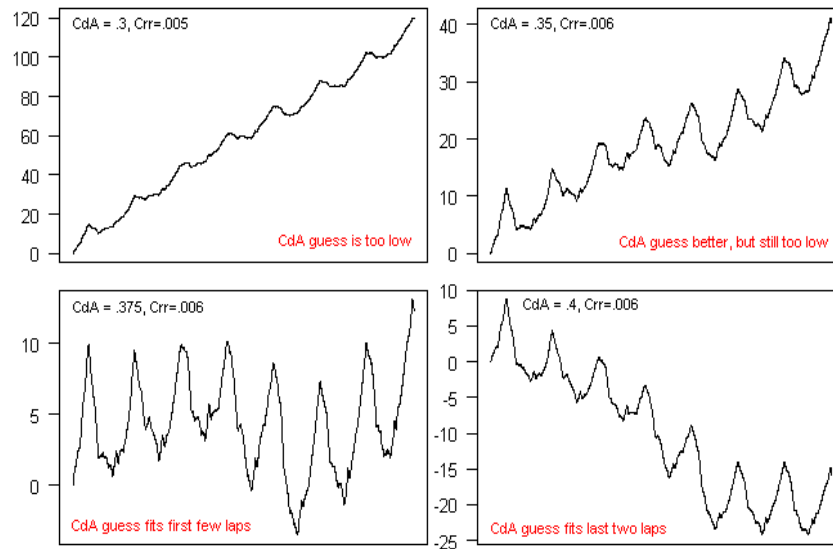 CdA = .3, Crr=.005
120
100
80
60
40
20
0
CdA guess is too low
CdA = .35, Crr=.006
40
30
20
10
0
CdA guess better, but still too low
CdA = .375, Crr=.006
10
5
0
CdA guess fits first few laps
CdA = .4, Crr=.006
10
5
0
-5
-10
-15
-20
-25
CdA guess fits last two laps